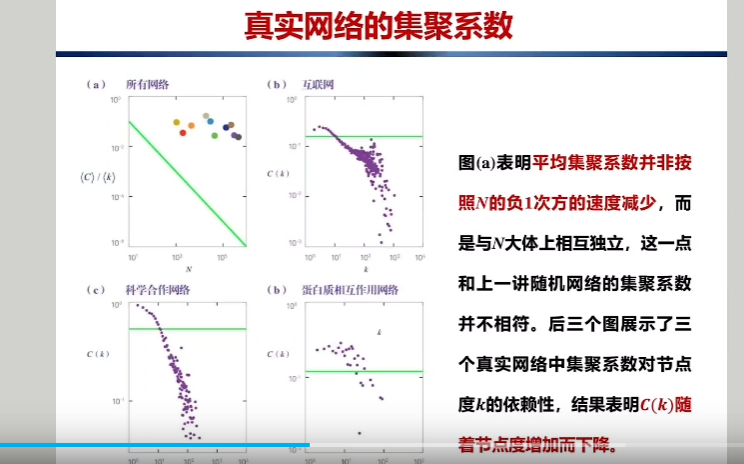 真实网络的集聚系数
(a) 所有网络
(b) 互联网
⟨C⟩/⟨k⟩
N
C(k)
k
(c) 科学合作网络
(b) 蛋白质相互作用网络
C(k)
C(k)
k
图(a)表明平均集聚系数并非按
照N的负1次方的速度减少，而
是与N大体上相互独立，这一点
和上一讲随机网络的集聚系数
并不相符。后三个图展示了三
个真实网络中集聚系数对节点
度k的依赖性，结果表明C(k)随
着节点度增加而下降。